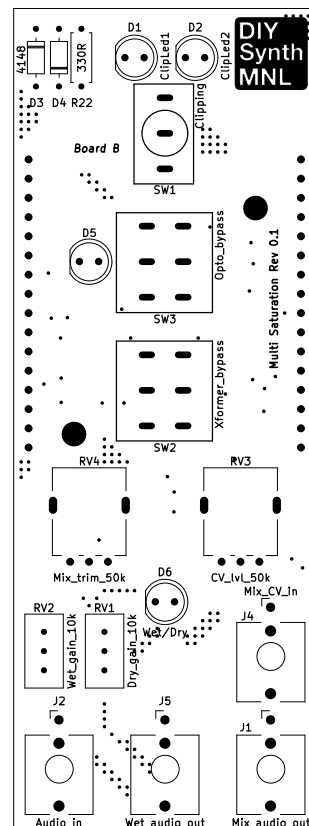 D1
D2
DIY
Synth
MNL
4148
330R
ClipLed1
ClipLed2
D3 D4 R22
Clipping
Board B
SW1
D5
Opto_bypass
Multi Saturation Rev 0.1
SW3
Xformer_bypass
SW2
RV4
RV3
Mix_trim_50k
D6
CV_lvl_50k
Mix_CV_in
RV2
RV1
Wet_gain_10k
Dry_gain_10k
Wet/Dry
J4
J2
J5
J1
Audio in
Wet audio out
Mix audio out